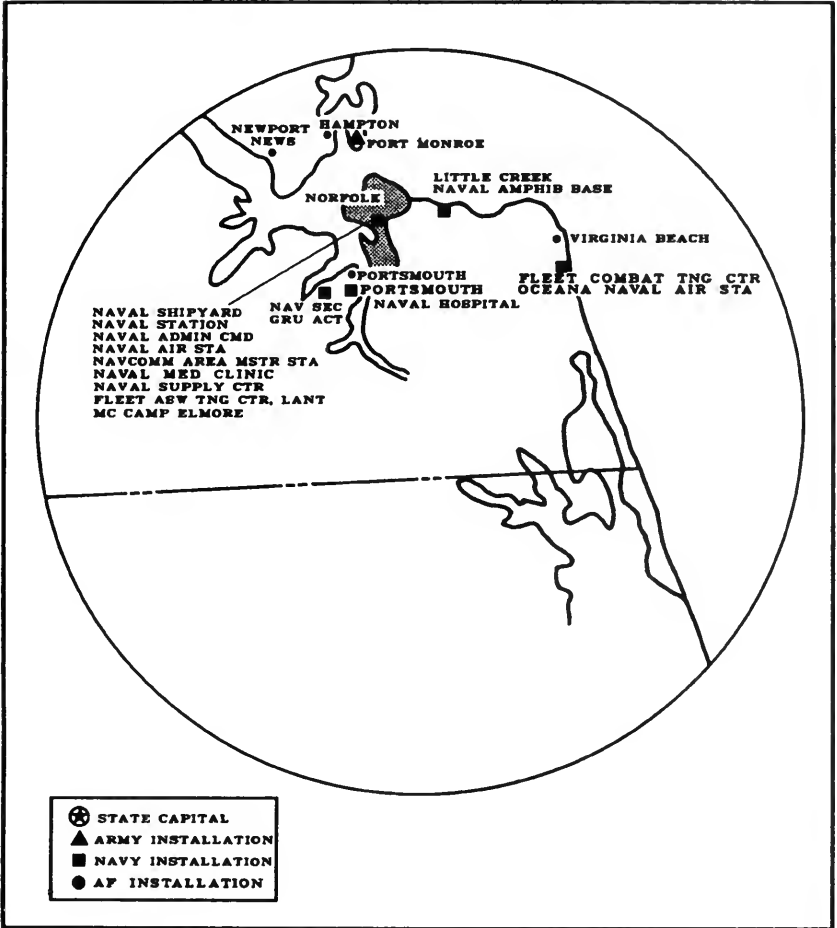 HAMPTON
NEWPORT
NEWS
FORT MONROE
LITTLE CREEK
NAVAL AMPHIB BASE
NORFOLK
VIRGINIA BEACH
PORTSMOUTH
FLEET COMBAT TNG CTR
OCEANA NAVAL AIR STA
PORTSMOUTH
NAVAL HOSPITAL
NAV SEC
GRU ACT
NAVAL SHIPYARD
NAVAL STATION
NAVAL ADMIN CMD
NAVAL AIR STA
NAVCOMM AREA MSTR STA
NAVAL MED CLINIC
NAVAL SUPPLY CTR
FLEET ASW TNG CTR, LANT
MC CAMP ELMORE
STATE CAPITAL
ARMY INSTALLATION
NAVY INSTALLATION
AF INSTALLATION